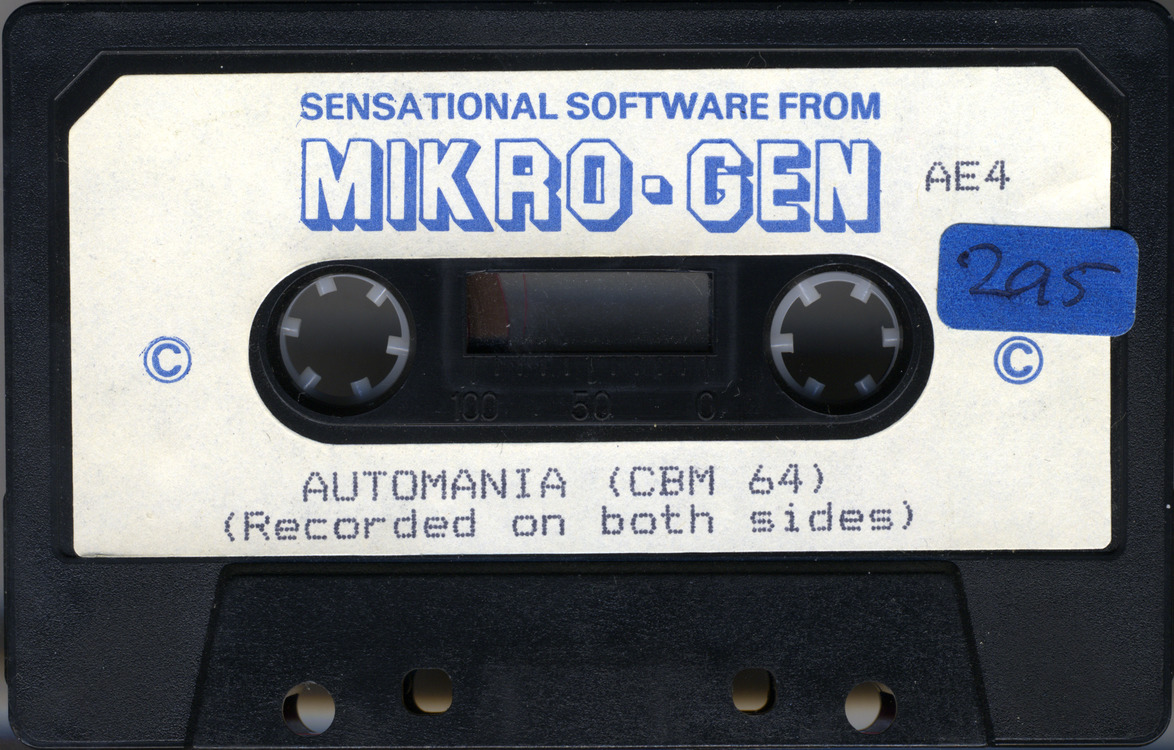 SENSATIONAL SOFTWARE FROM
MIKRO-GEN
AE4
295
© ©
100 50 0
AUTOMANIA (CBM 64)
(Recorded on both sides)